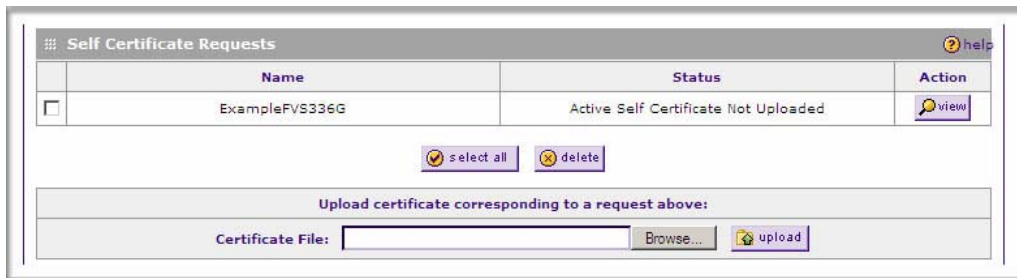 Self Certificate Requests
help
Name Status Action
ExampleFVS336G Active Self Certificate Not Uploaded view
select all delete
Upload certificate corresponding to a request above:
Certificate File: Browse... upload